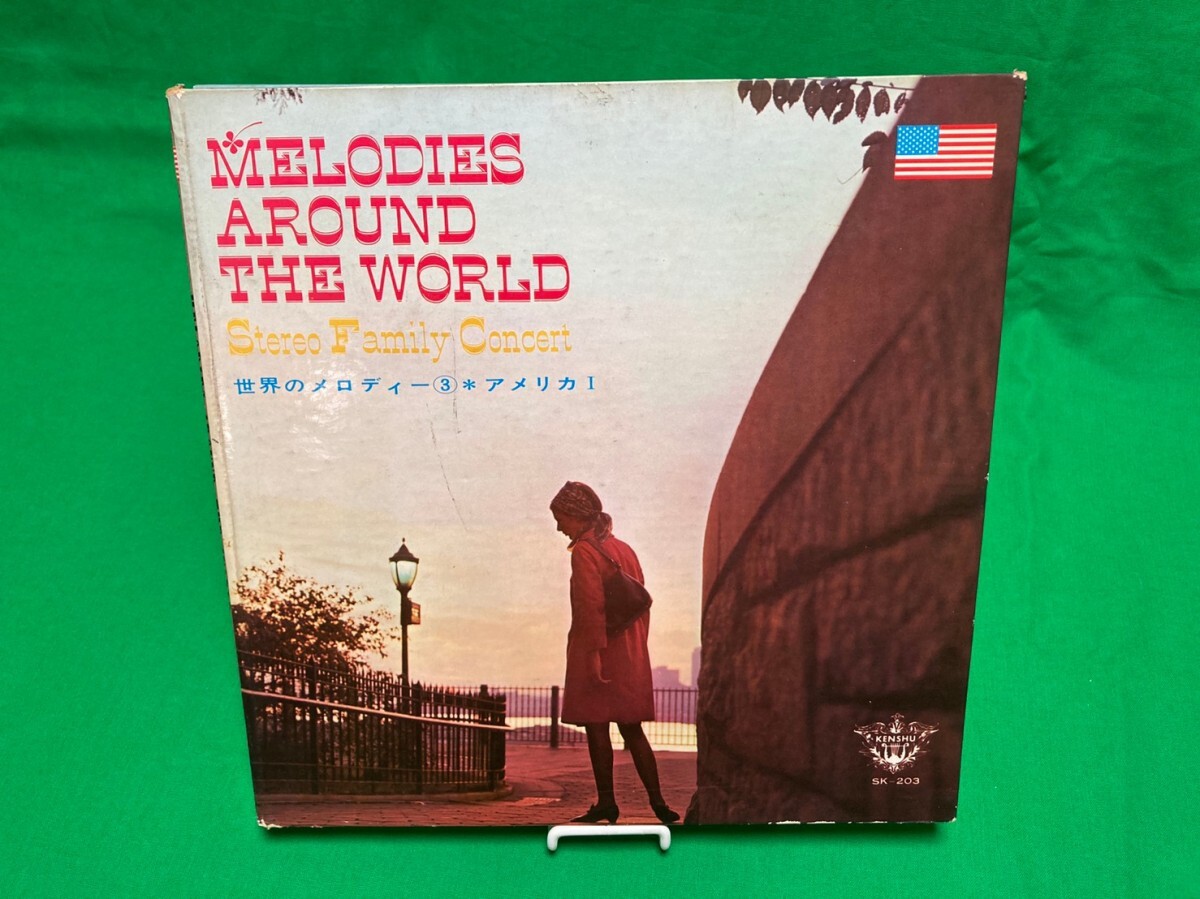 MELODIES
AROUND
THE WORLD
Stereo Family Concert
世界のメロディー③*アメリカ I
KENSHU
SK-203